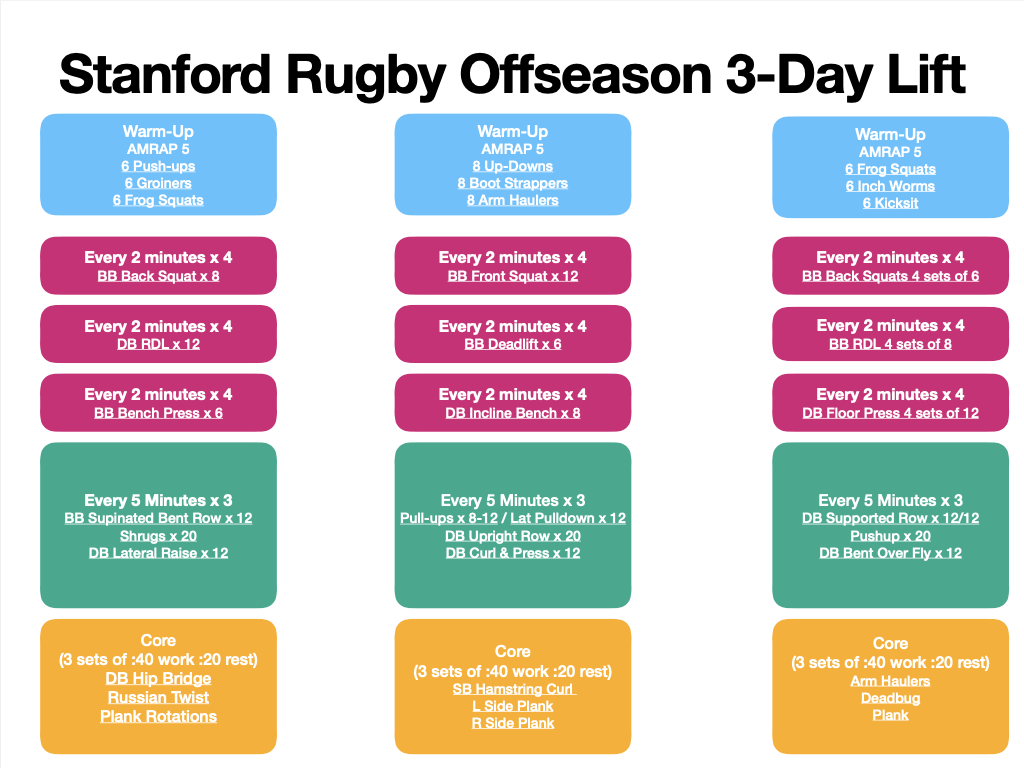 Stanford Rugby Offseason 3-Day Lift
Warm-Up
AMRAP 5
6 Push-ups
6 Groiners
6 Frog Squats
Every 2 minutes x 4
BB Back Squat x 8
Every 2 minutes x 4
DB RDL x 12
Every 2 minutes x 4
BB Bench Press x 6
Every 5 Minutes x 3
BB Supinated Bent Row x 12
Shrugs x 20
DB Lateral Raise x 12
Core
(3 sets of :40 work :20 rest)
DB Hip Bridge
Russian Twist
Plank Rotations
Warm-Up
AMRAP 5
8 Up-Downs
8 Boot Strappers
8 Arm Haulers
Every 2 minutes x 4
BB Front Squat x 12
Every 2 minutes x 4
BB Deadlift x 6
Every 2 minutes x 4
DB Incline Bench x 8
Every 5 Minutes x 3
Pull-ups x 8-12 / Lat Pulldown x 12
DB Upright Row x 20
DB Curl & Press x 12
Core
(3 sets of :40 work :20 rest)
SB Hamstring Curl
L Side Plank
R Side Plank
Warm-Up
AMRAP 5
6 Frog Squats
6 Inch Worms
6 Kicksit
Every 2 minutes x 4
BB Back Squats 4 sets of 6
Every 2 minutes x 4
BB RDL 4 sets of 8
Every 2 minutes x 4
DB Floor Press 4 sets of 12
Every 5 Minutes x 3
DB Supported Row x 12/12
Pushup x 20
DB Bent Over Fly x 12
Core
(3 sets of :40 work :20 rest)
Arm Haulers
Deadbug
Plank